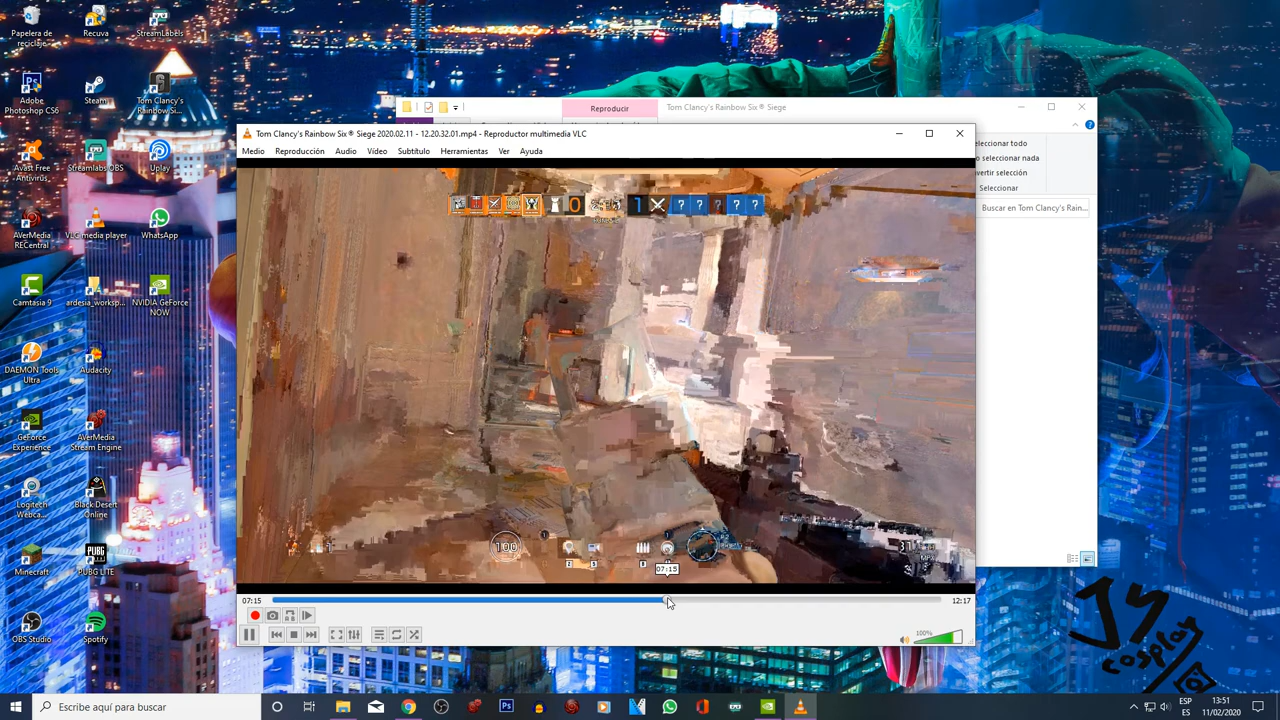 Papelera de
reciclaje
Recuva
StreamLabels
Adobe
Photoshop CS6
Steam
Tom Clancy's
Rainbow Si...
Avast Free
Antivirus
Streamlabs OBS
Uplay
AVerMedia
RECentral
VLC media player
WhatsApp
Camtasia 9
ardesia_worksp...
NVIDIA GeForce
NOW
DAEMON Tools
Ultra
Audacity
GeForce
Experience
AVerMedia
Stream Engine
Logitech
Webca...
Black Desert
Online
Minecraft
PUBG LITE
OBS Studio
Spotify
Reproducir
Tom Clancy's Rainbow Six® Siege
eleccionar todo
o seleccionar nada
vertir selección
Seleccionar
Buscar en Tom Clancy's Rain...
Tom Clancy's Rainbow Six® Siege 2020.02.11 - 12.20.32.01.mp4 - Reproductor multimedia VLC
Medio
Reproducción
Audio
Vídeo
Subtítulo
Herramientas
Ver
Ayuda
0
1
? ? ? ? ?
100
07:15
07:15
12:17
100%
JM
cosplay
Escribe aquí para buscar
ESP
ES
13:51
11/02/2020